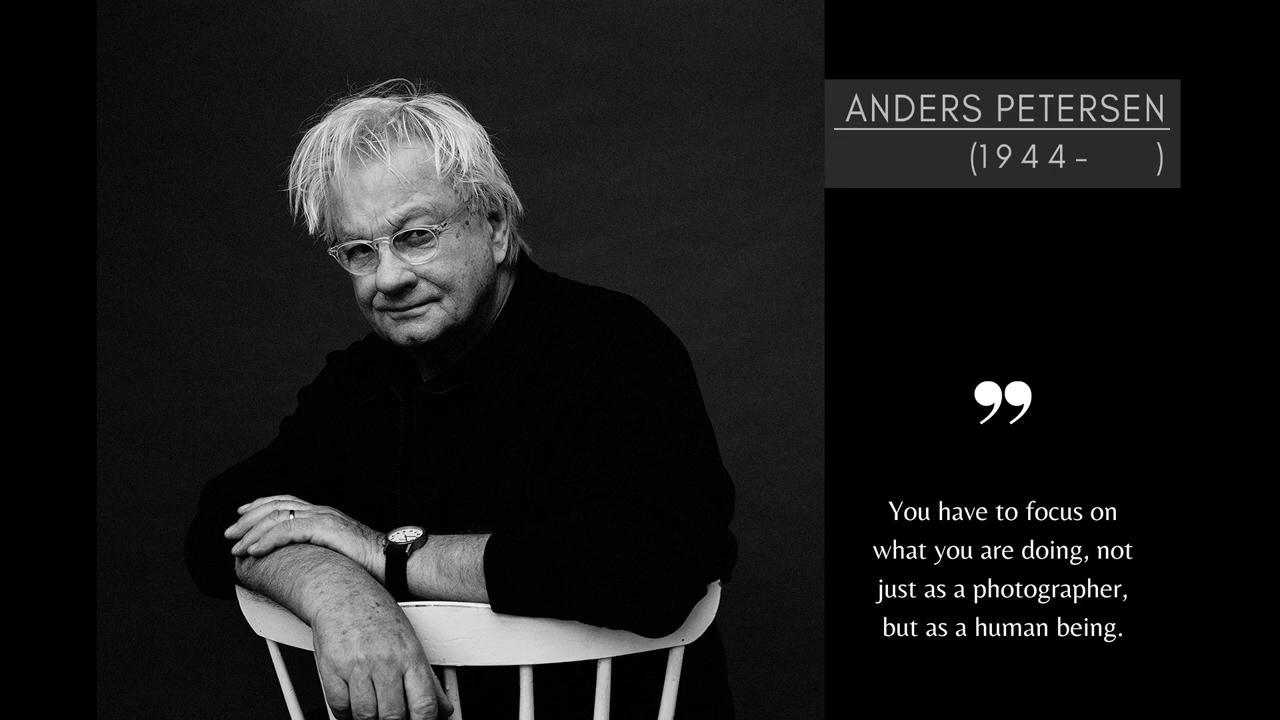 ANDERS PETERSEN
(1944- )
”
You have to focus on
what you are doing, not
just as a photographer,
but as a human being.